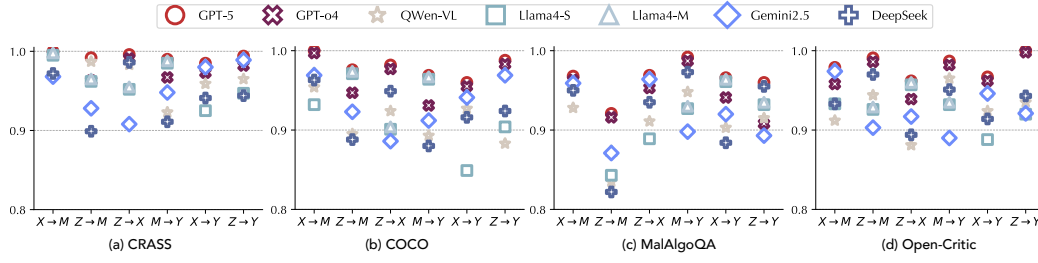 GPT-5 GPT-o4 QWen-VL Llama4-S Llama4-M Gemini2.5 DeepSeek
1.0
0.9
0.8
X → M Z → M Z → X M → Y X → Y Z → Y
(a) CRASS
1.0
0.9
0.8
X → M Z → M Z → X M → Y X → Y Z → Y
(b) COCO
1.0
0.9
0.8
X → M Z → M Z → X M → Y X → Y Z → Y
(c) MalAlgoQA
1.0
0.9
0.8
X → M Z → M Z → X M → Y X → Y Z → Y
(d) Open-Critic